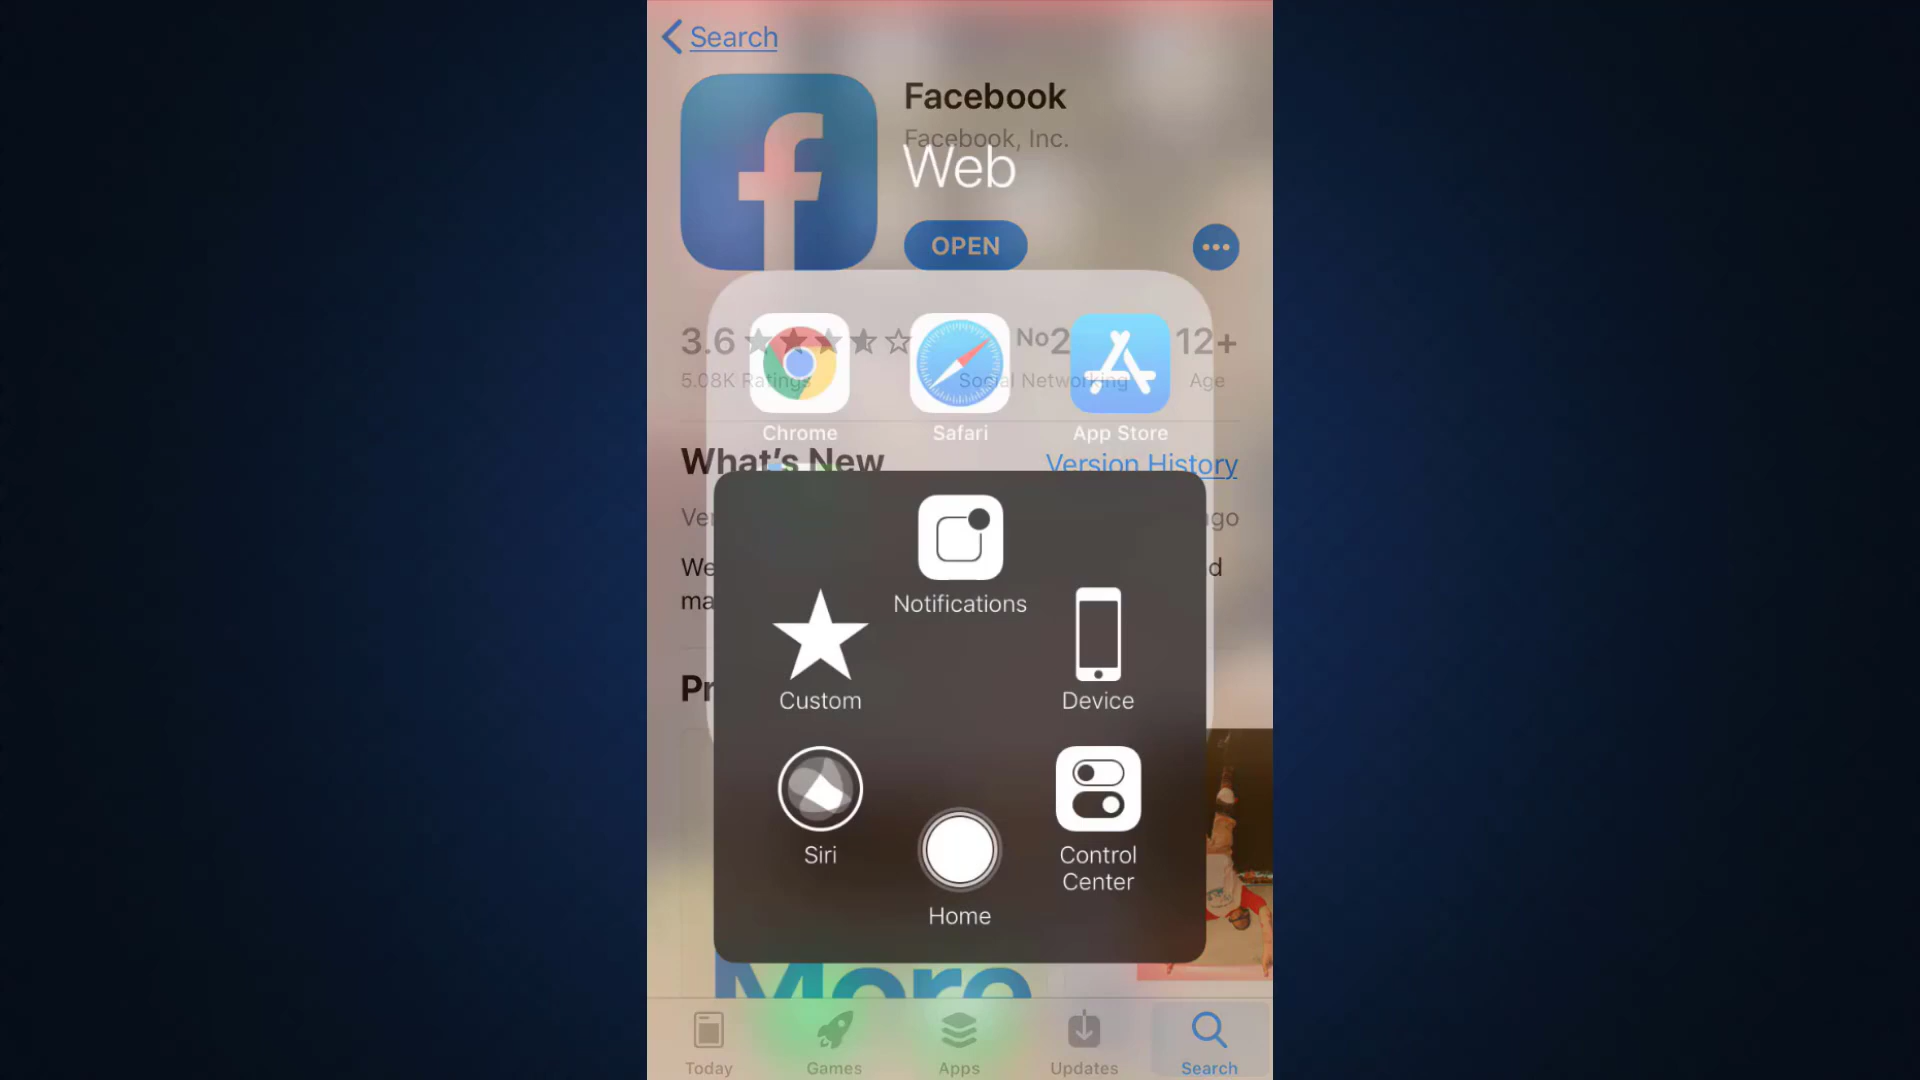 Search
Facebook
Facebook, Inc.
Web
OPEN
3.6
No2
12+
5.08K Ratings
Social Networking
Age
Chrome
Safari
App Store
What's New
Version History
Notifications
Custom
Device
Siri
Control
Center
Home
More
Today
Games
Apps
Updates
Search